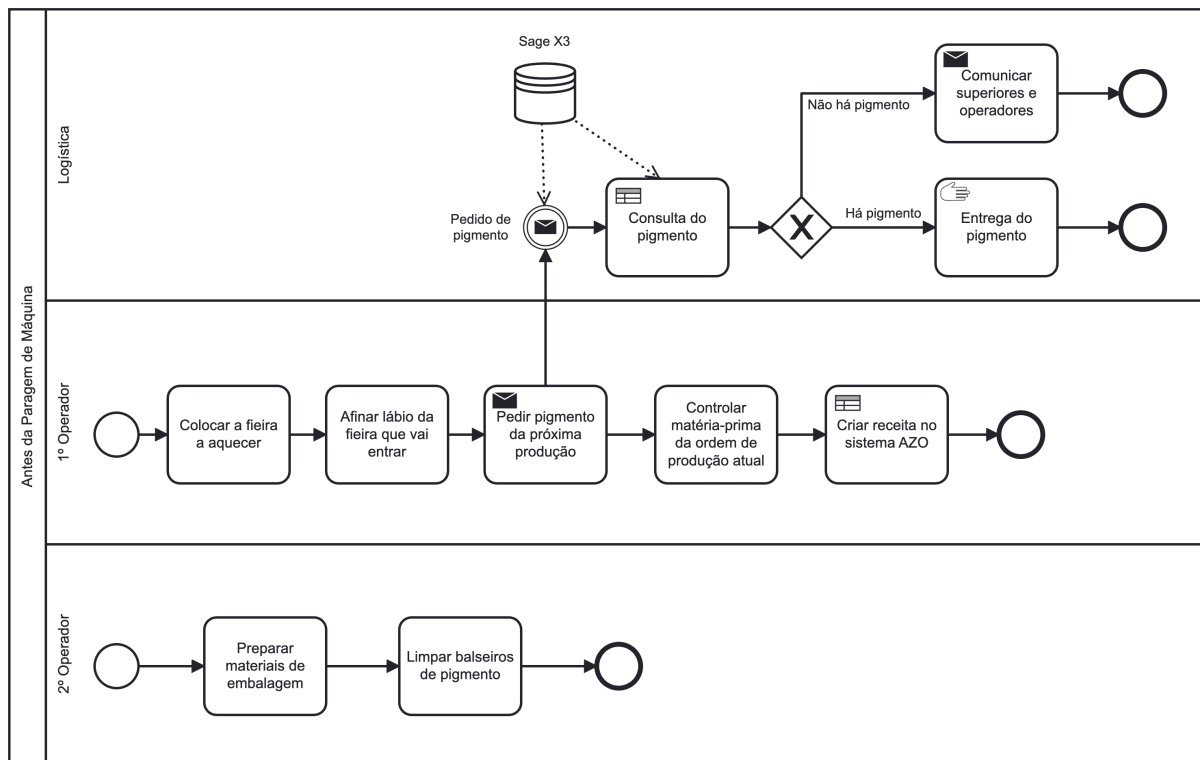 Antes da Paragem de Máquina
Logística
Sage X3
Pedido de
pigmento
Consulta do
pigmento
Não há pigmento
Comunicar
superiores e
operadores
Há pigmento
Entrega do
pigmento
1º Operador
Colocar a fieira
a aquecer
Afinar lábio da
fieira que vai
entrar
Pedir pigmento
da próxima
produção
Controlar
matéria-prima
da ordem de
produção atual
Criar receita no
sistema AZO
2º Operador
Preparar
materiais de
embalagem
Limpar balseiros
de pigmento